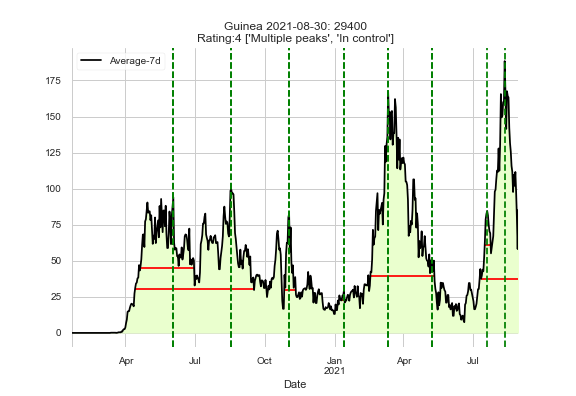 Guinea 2021-08-30: 29400
Rating:4 ['Multiple peaks', 'In control']
Average-7d
175
150
125
100
75
50
25
0
Apr
Jul
Oct
Jan
2021
Apr
Jul
Date